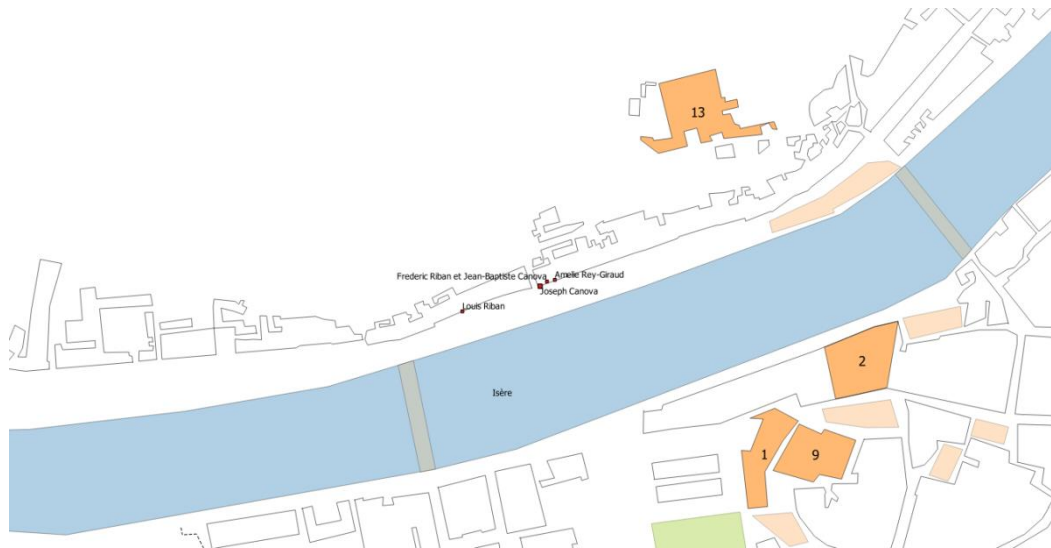 13
Frederic Riban et Jean-Baptiste Canova
Amelie Rey-Giraud
Joseph Canova
Louis Riban
2
Isère
1
9